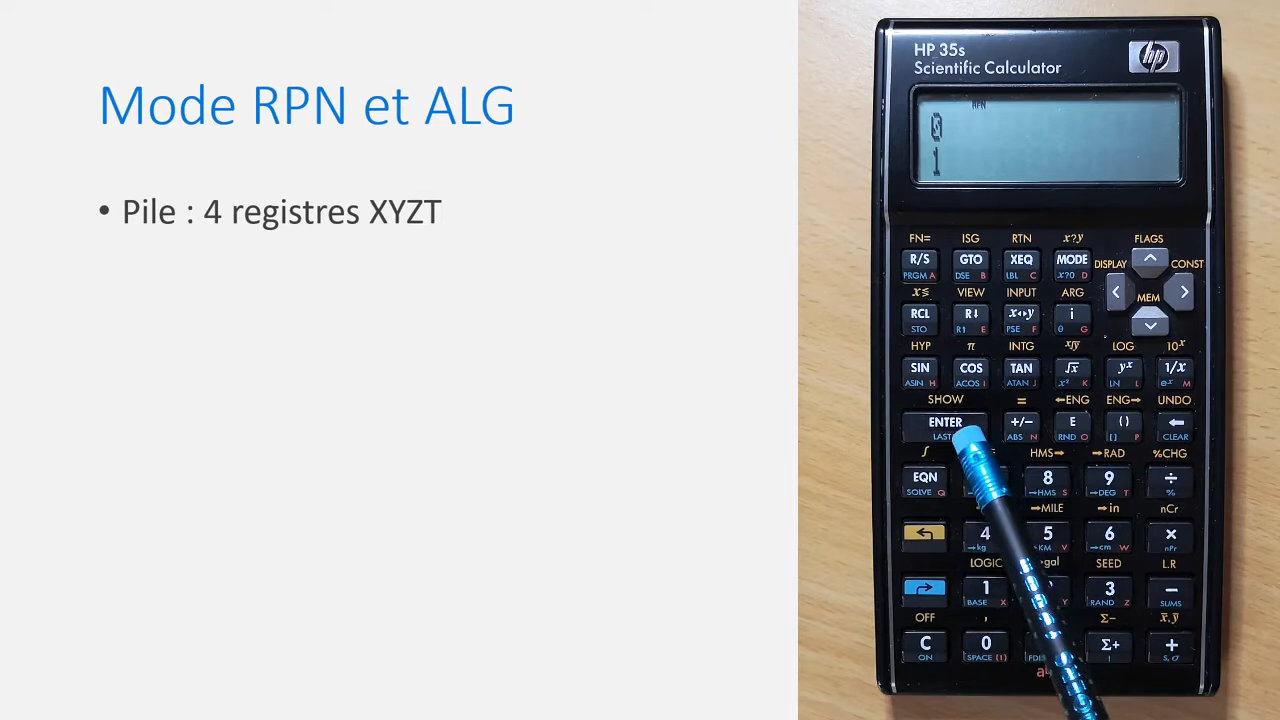 Mode RPN et ALG
• Pile : 4 registres XYZT
HP 35s
Scientific Calculator
hp
RPN
0
1
FN= ISG RTN x?y FLAGS
R/S GTO XEQ MODE DISPLAY CONST
PRGM A DSE B LBL C x?0 D
x≶ VIEW INPUT ARG MEM
RCL R↓ x↔y i
STO R↑ E PSE F θ G
HYP π INTG LOG 10ˣ
SIN COS TAN √x yˣ 1/x
ASIN H ACOS I ATAN J x² K LN L eˣ M
SHOW = ←ENG ENG→ UNDO
ENTER +/− E ( ) ←
ABS N RND O [ ] P CLEAR
∫ HMS→ →RAD %CHG
EQN 8 9 ÷
SOLVE Q →HMS S →DEG T %
→MILE →in nCr
4 5 6 ×
→kg →KM V →cm W nPr
LOGIC SEED L.R
1 3 −
BASE X Y RAND Z SUMS
OFF , Σ− x̄,ȳ
C 0 Σ+ +
ON SPACE (I) ! s,σ